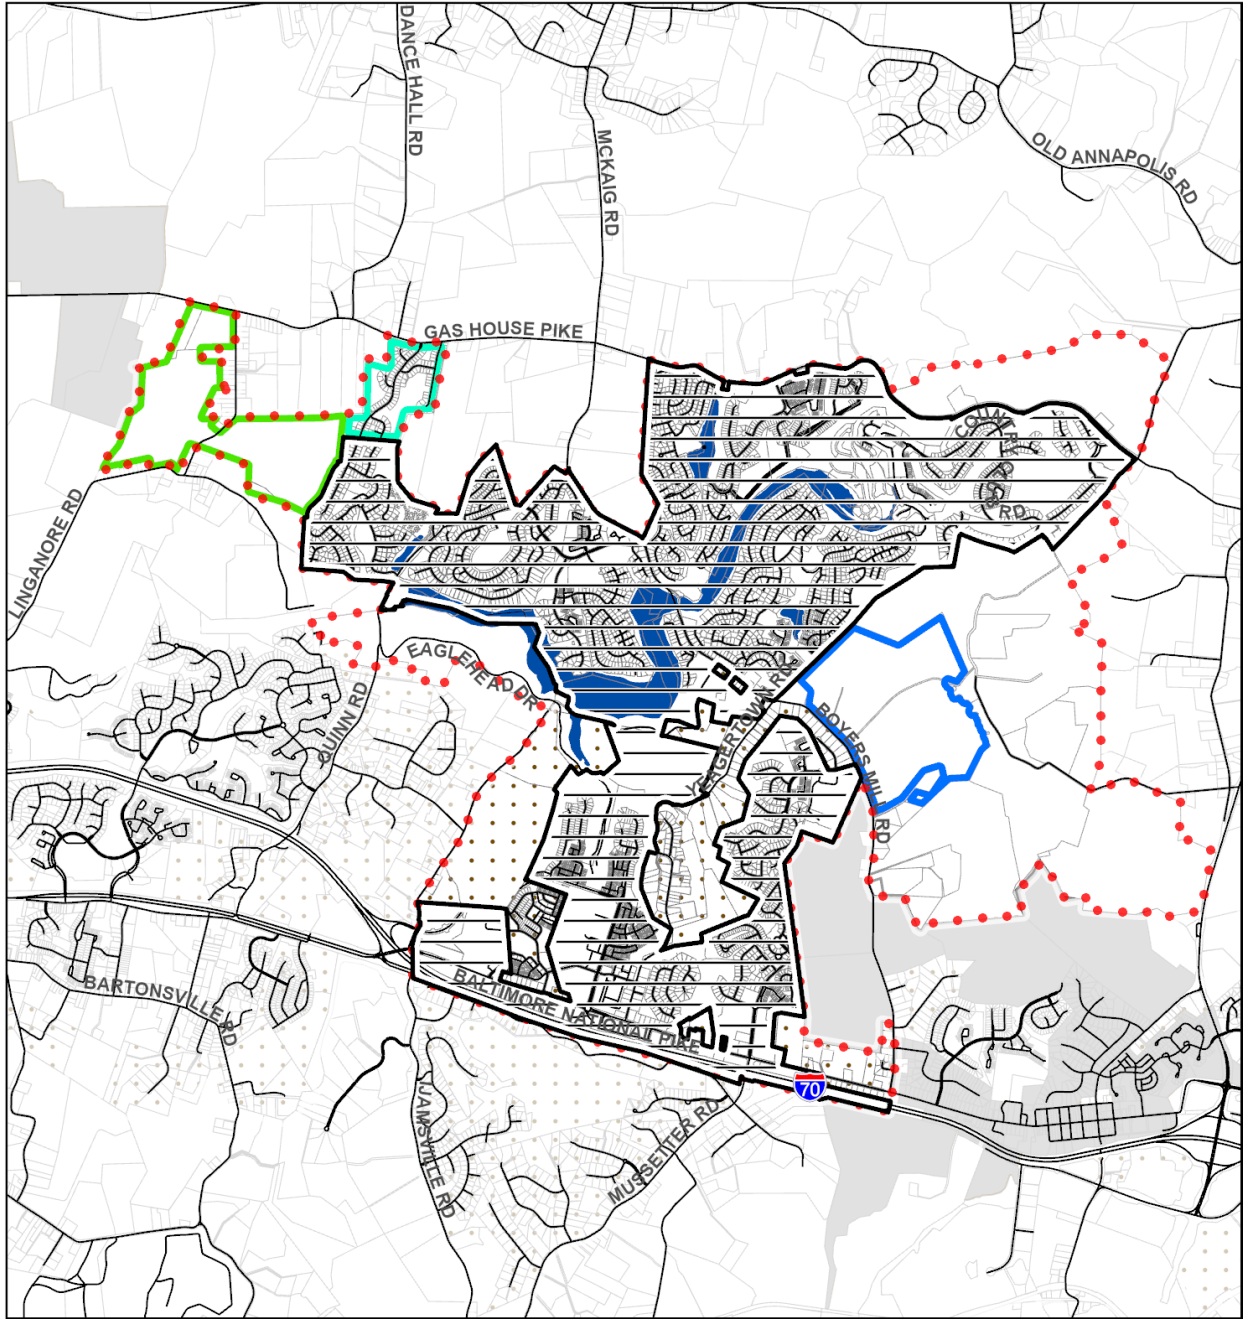 DANCE HALL RD
MCKAIG RD
OLD ANNAPOLIS RD
GAS HOUSE PIKE
COUNTRY CLUB RD
LINGANORE RD
EAGLEHEAD DR
QUINN RD
YEAGERTOWN RD
BOYERS MILL RD
BARTONSVILLE RD
BALTIMORE NATIONAL PIKE
70
IJAMSVILLE RD
MUSSETTER RD